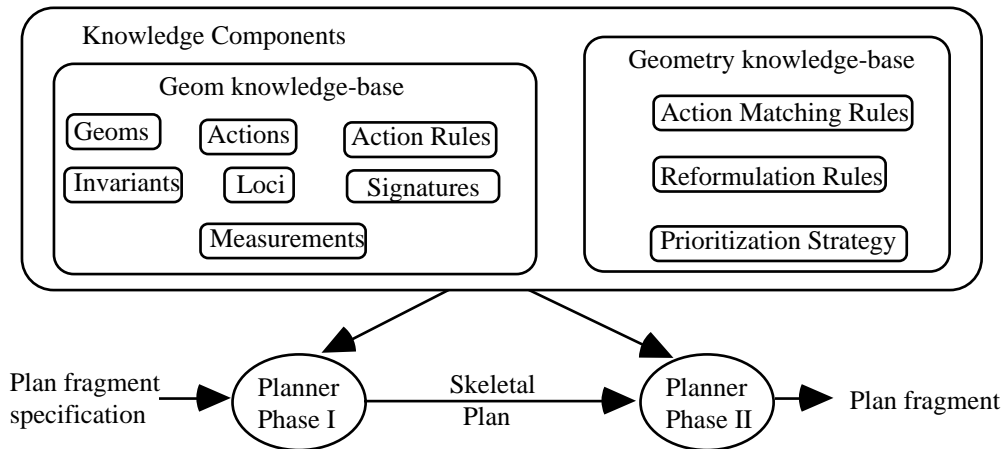 Knowledge Components
Geom knowledge-base
Geoms
Actions
Action Rules
Invariants
Loci
Signatures
Measurements
Geometry knowledge-base
Action Matching Rules
Reformulation Rules
Prioritization Strategy
Plan fragment
specification
Planner
Phase I
Skeletal
Plan
Planner
Phase II
Plan fragment